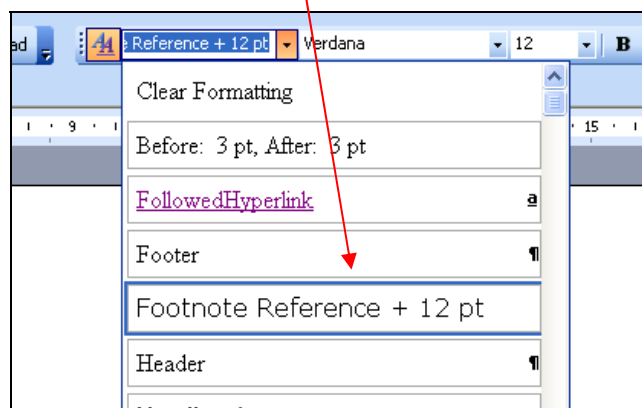 ad Reference + 12 pt Verdana 12 B
Clear Formatting
9 15
Before: 3 pt, After: 3 pt
FollowedHyperlink a
Footer ¶
Footnote Reference + 12 pt
Header ¶